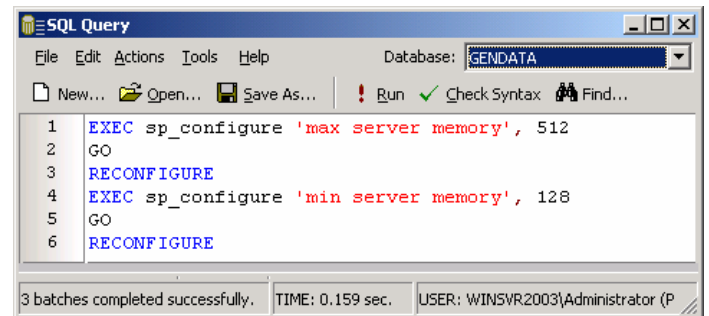 SQL Query
File Edit Actions Tools Help Database: GENDATA
New... Open... Save As... Run Check Syntax Find...
1 EXEC sp_configure 'max server memory', 512
2 GO
3 RECONFIGURE
4 EXEC sp_configure 'min server memory', 128
5 GO
6 RECONFIGURE
3 batches completed successfully. TIME: 0.159 sec. USER: WINSVR2003\Administrator (P